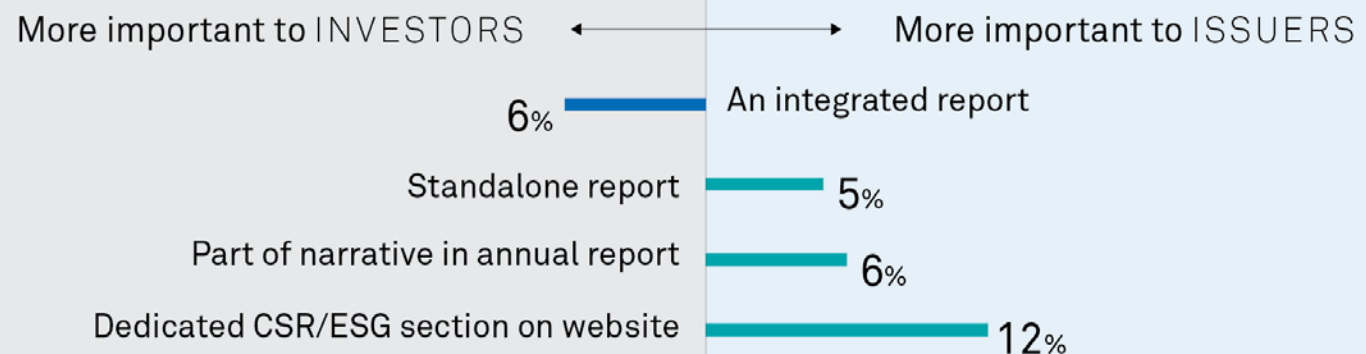 More important to INVESTORS
More important to ISSUERS
6%
An integrated report
Standalone report
5%
Part of narrative in annual report
6%
Dedicated CSR/ESG section on website
12%